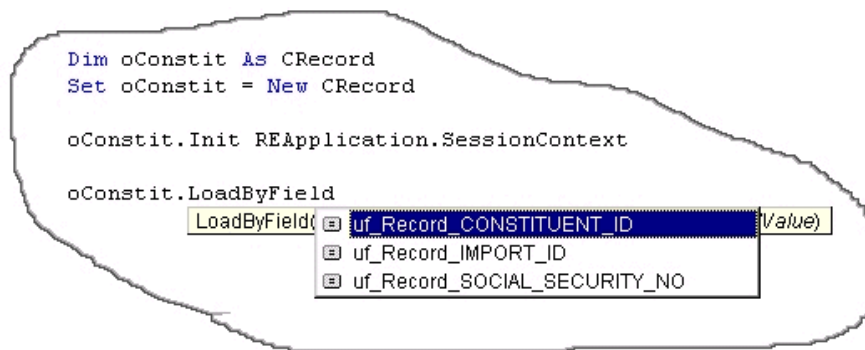 Dim oConstit As CRecord
Set oConstit = New CRecord
oConstit.Init REApplication.SessionContext
oConstit.LoadByField
LoadByField( uf_Record_CONSTITUENT_ID Value)
uf_Record_IMPORT_ID
uf_Record_SOCIAL_SECURITY_NO